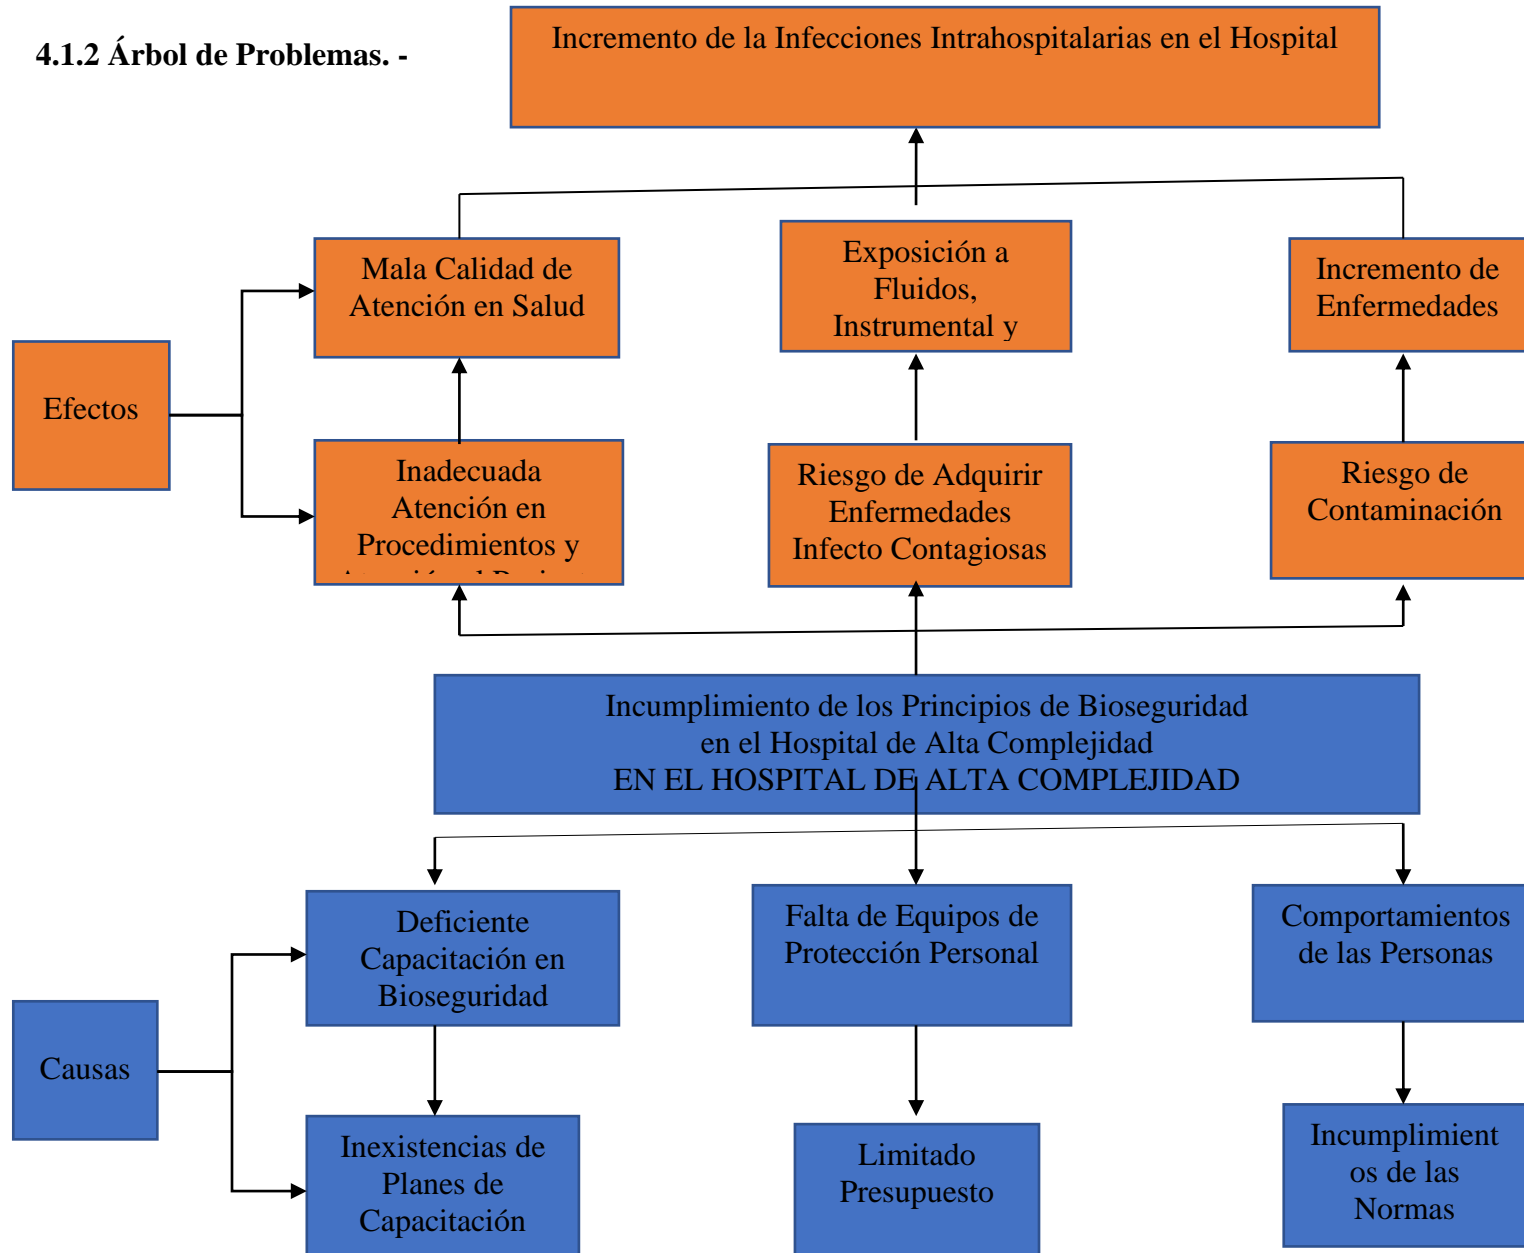 4.1.2 Árbol de Problemas. -
Incremento de la Infecciones Intrahospitalarias en el Hospital
Mala Calidad de
Atención en Salud
Exposición a
Fluidos,
Instrumental y
Incremento de
Enfermedades
Efectos
Inadecuada
Atención en
Procedimientos y
Riesgo de Adquirir
Enfermedades
Infecto Contagiosas
Riesgo de
Contaminación
Incumplimiento de los Principios de Bioseguridad
en el Hospital de Alta Complejidad
EN EL HOSPITAL DE ALTA COMPLEJIDAD
Deficiente
Capacitación en
Bioseguridad
Falta de Equipos de
Protección Personal
Comportamientos
de las Personas
Causas
Inexistencias de
Planes de
Capacitación
Limitado
Presupuesto
Incumplimient
os de las
Normas